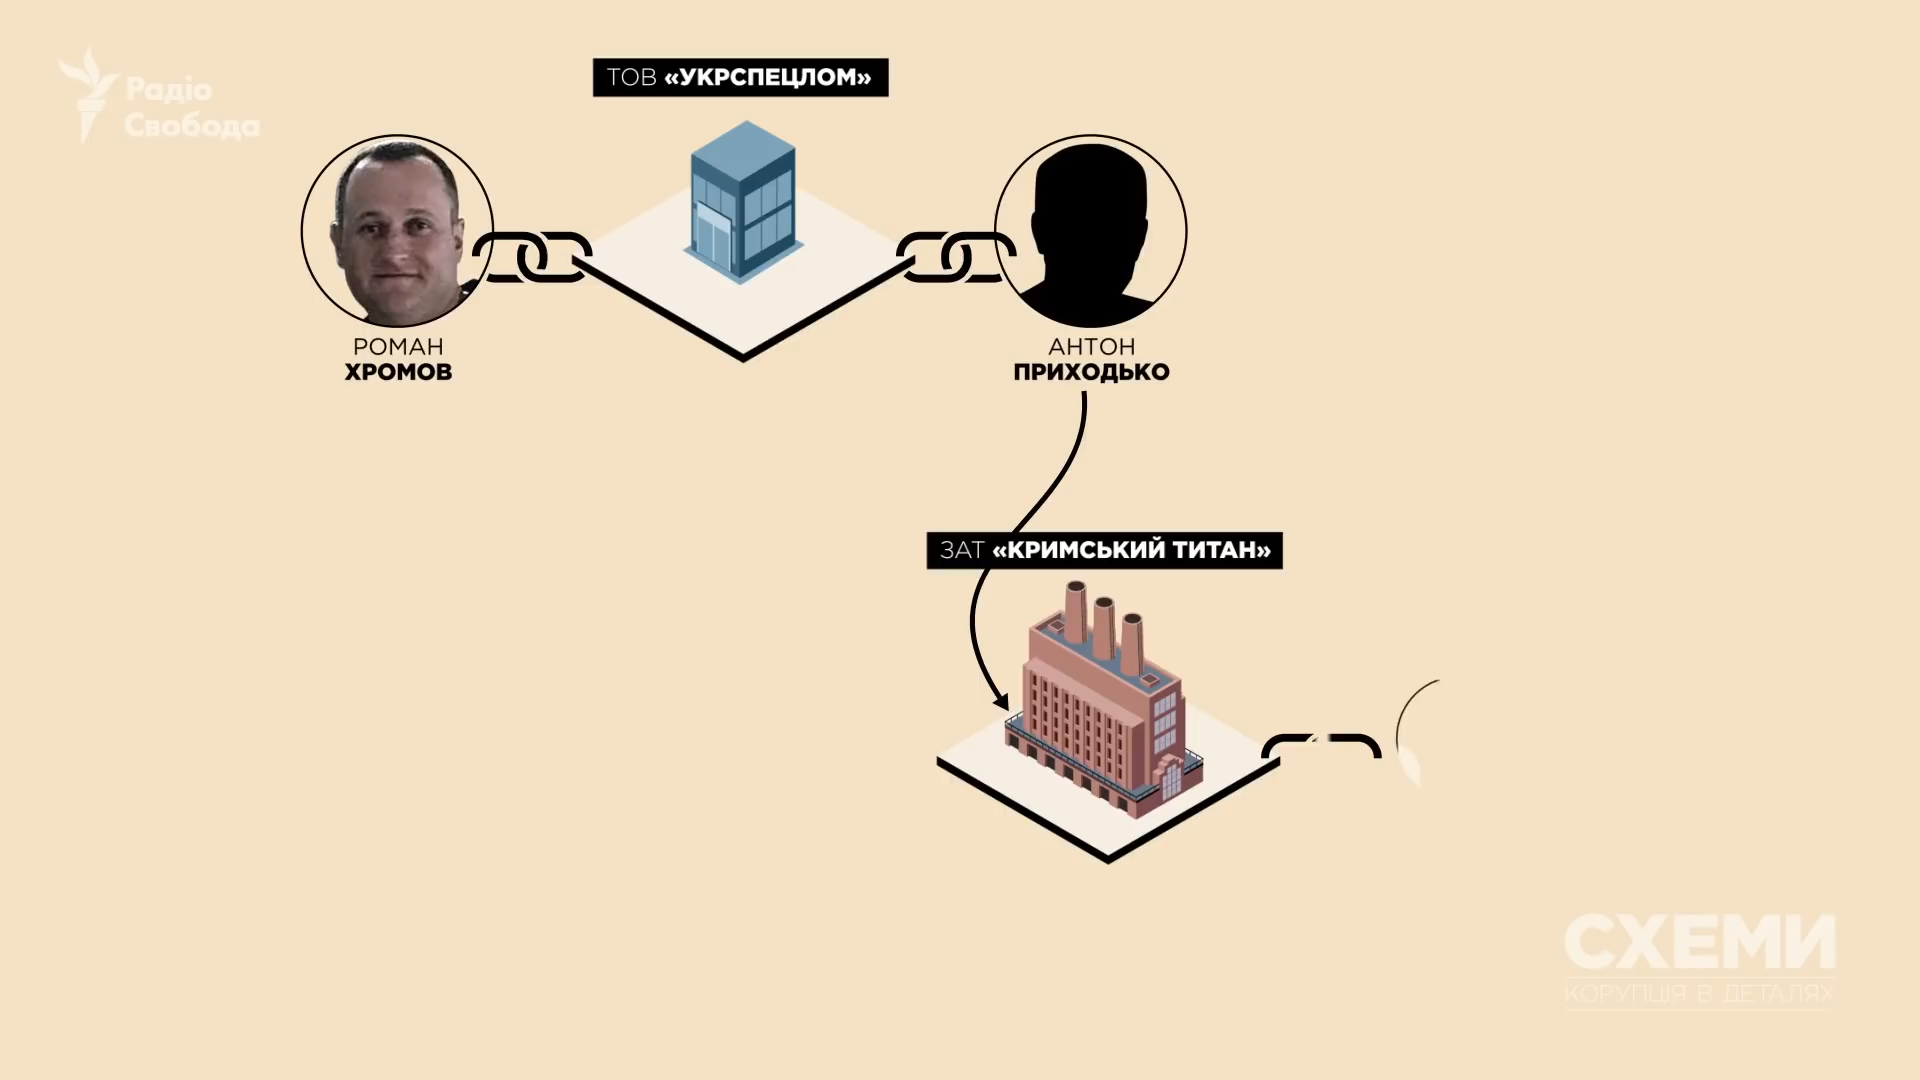 Радіо
Свобода
ТОВ «УКРСПЕЦЛОМ»
РОМАН
ХРОМОВ
АНТОН
ПРИХОДЬКО
ЗАТ «КРИМСЬКИЙ ТИТАН»
СХЕМИ
КОРУПЦІЯ В ДЕТАЛЯХ